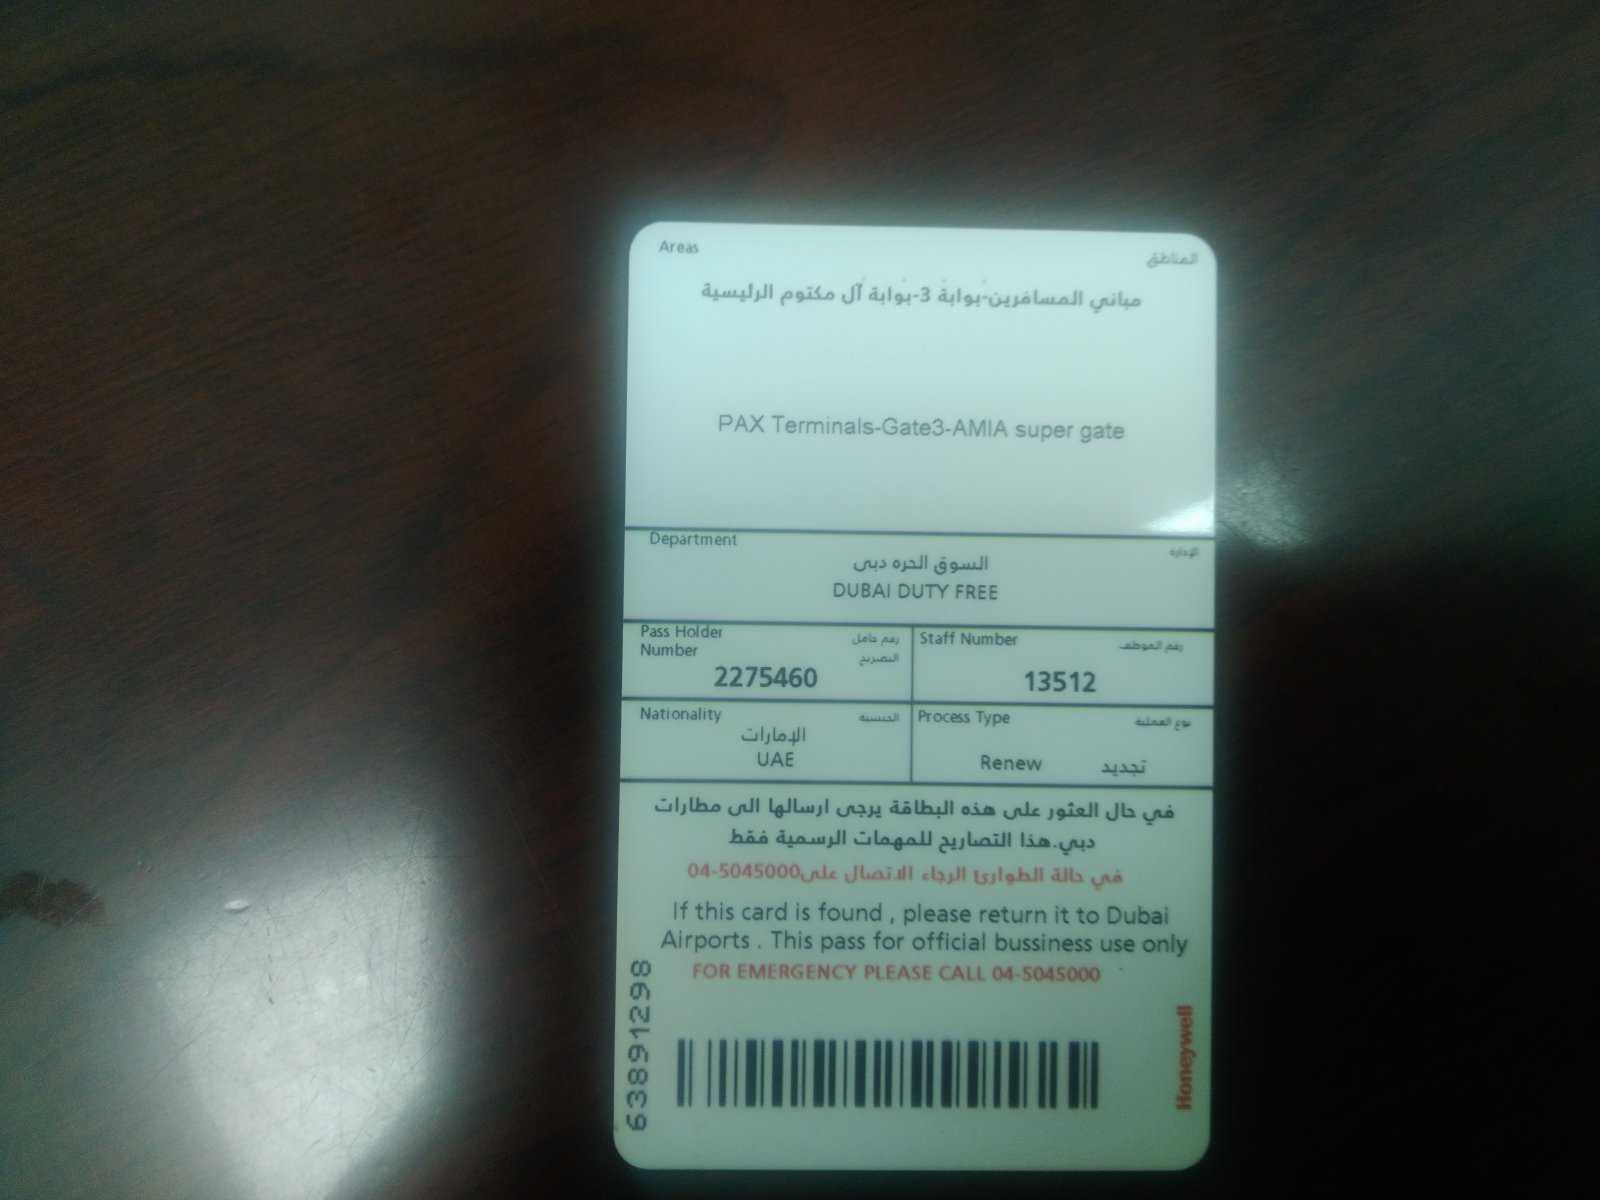 Areas المناطق
مباني المسافرين-بوابة 3-بوابة آل مكتوم الرئيسية
PAX Terminals-Gate3-AMIA super gate
Department الإدارة
السوق الحره دبى
DUBAI DUTY FREE
Pass Holder Number رقم حامل التصريح
2275460
Staff Number رقم الموظف
13512
Nationality الجنسية
الإمارات
UAE
Process Type نوع العملية
Renew تجديد
في حال العثور على هذه البطاقة يرجى ارسالها الى مطارات
دبي.هذا التصاريح للمهمات الرسمية فقط
في حالة الطوارئ الرجاء الاتصال على04-5045000
If this card is found , please return it to Dubai
Airports . This pass for official bussiness use only
FOR EMERGENCY PLEASE CALL 04-5045000
63891298
Honeywell